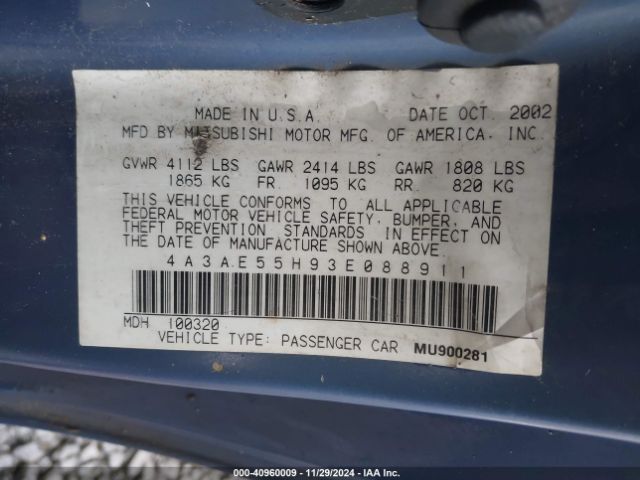 MADE IN U.S.A. DATE OCT. 2002
MFD BY MITSUBISHI MOTOR MFG. OF AMERICA, INC.
GVWR 4112 LBS GAWR 2414 LBS GAWR 1808 LBS
1865 KG FR. 1095 KG RR. 820 KG
THIS VEHICLE CONFORMS TO ALL APPLICABLE
FEDERAL MOTOR VEHICLE SAFETY, BUMPER, AND
THEFT PREVENTION STANDARDS IN EFFECT ON
THE DATE OF MANUFACTURE SHOWN ABOVE.
4A3AE55H93E088911
MDH 100320
VEHICLE TYPE: PASSENGER CAR MU900281
000-40960009 - 11/29/2024 - IAA Inc.